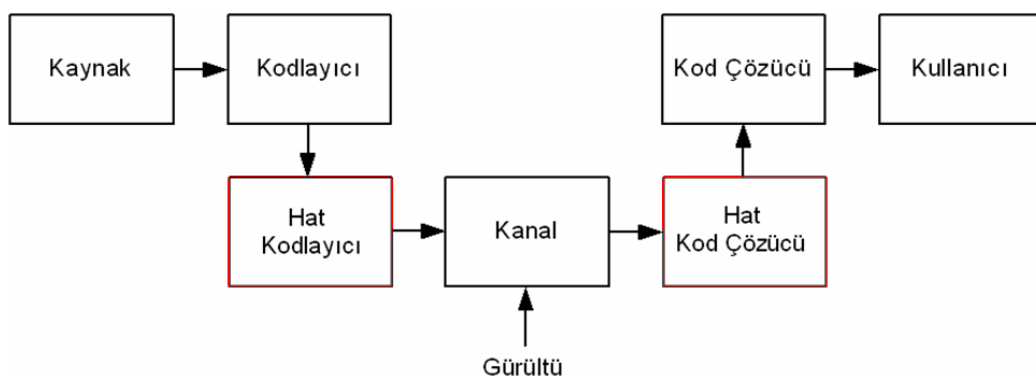 Kaynak
Kodlayıcı
Kod Çözücü
Kullanıcı
Hat
Kodlayıcı
Kanal
Hat
Kod Çözücü
Gürültü